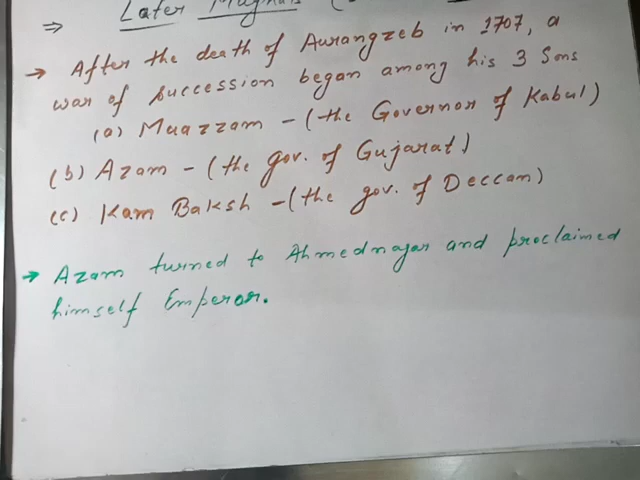 ⇒ Later Mughals (
→ After the death of Aurangzeb in 1707, a
war of succession began among his 3 Sons
(a) Muazzam - (the Governor of Kabul)
(b) Azam - (the gov. of Gujarat)
(c) Kam Baksh - (the gov. of Deccan)
→ Azam turned to Ahmednagar and proclaimed
himself Emperor.